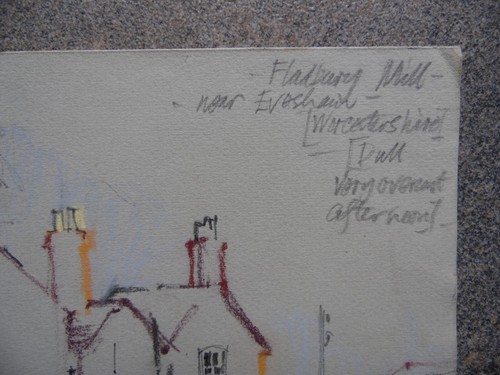 - Fladbury Mill -
- near Evesham -
[Worcestershire]
- [Dull
very overcast
afternoon] -